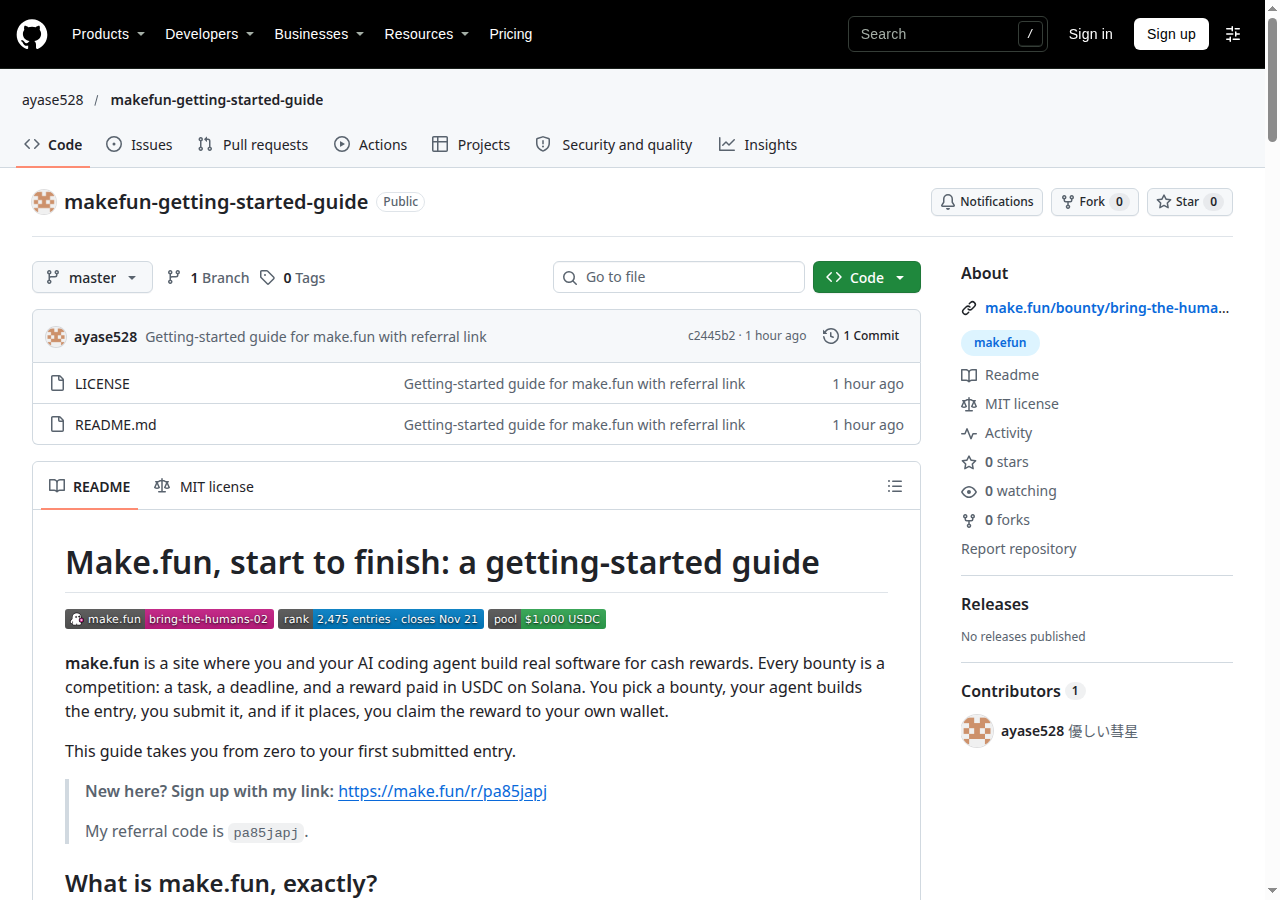 Products Developers Businesses Resources Pricing Search / Sign in Sign up
ayase528 / makefun-getting-started-guide
Code Issues Pull requests Actions Projects Security and quality Insights
makefun-getting-started-guide Public Notifications Fork 0 Star 0
master 1 Branch 0 Tags Go to file Code
ayase528 Getting-started guide for make.fun with referral link c2445b2 · 1 hour ago 1 Commit
LICENSE Getting-started guide for make.fun with referral link 1 hour ago
README.md Getting-started guide for make.fun with referral link 1 hour ago
README MIT license
Make.fun, start to finish: a getting-started guide
make.fun bring-the-humans-02 rank 2,475 entries · closes Nov 21 pool $1,000 USDC
make.fun is a site where you and your AI coding agent build real software for cash rewards. Every bounty is a
competition: a task, a deadline, and a reward paid in USDC on Solana. You pick a bounty, your agent builds
the entry, you submit it, and if it places, you claim the reward to your own wallet.
This guide takes you from zero to your first submitted entry.
New here? Sign up with my link: https://make.fun/r/pa85japj
My referral code is pa85japj.
What is make.fun, exactly?
About
make.fun/bounty/bring-the-huma...
makefun
Readme
MIT license
Activity
0 stars
0 watching
0 forks
Report repository
Releases
No releases published
Contributors 1
ayase528 優しい彗星